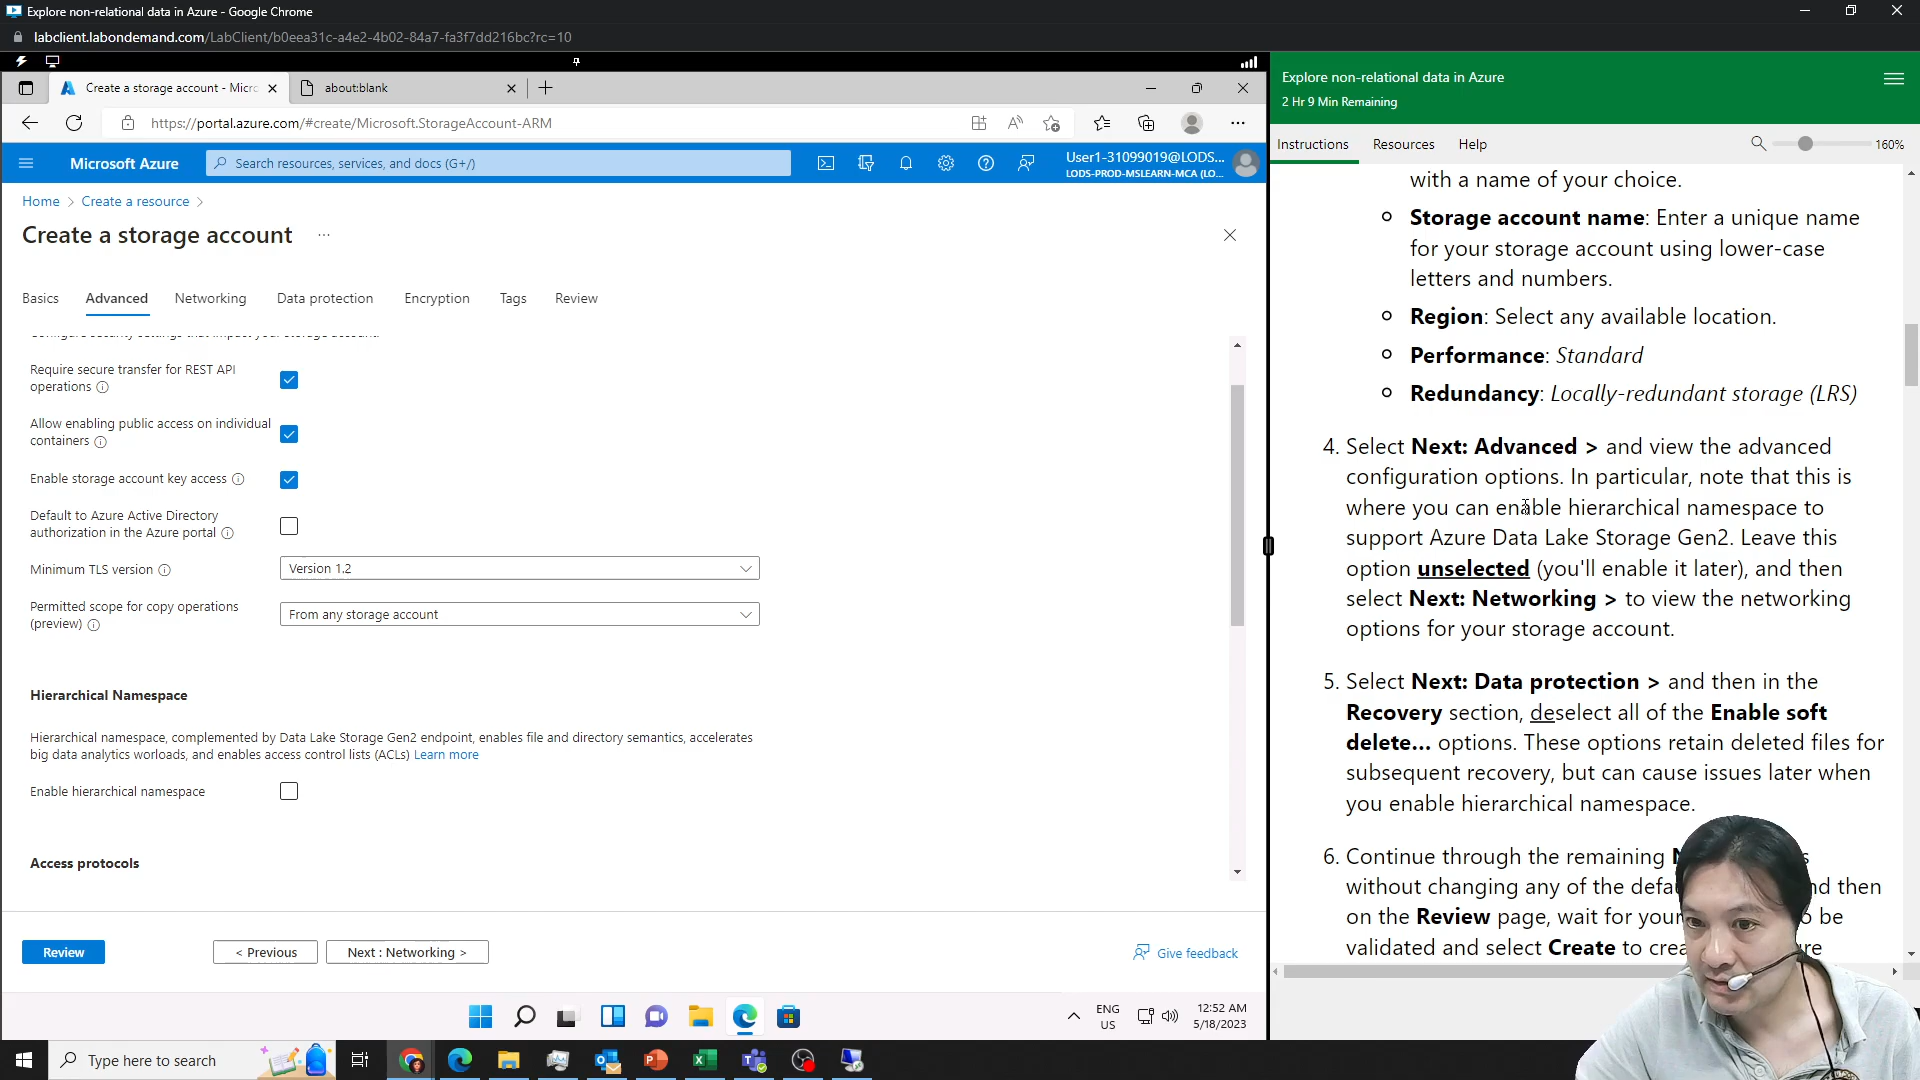 Explore non-relational data in Azure - Google Chrome
labclient.labondemand.com/LabClient/b0eea31c-a4e2-4b02-84a7-fa3f7dd216bc?rc=10
Create a storage account - Micr
about:blank
https://portal.azure.com/#create/Microsoft.StorageAccount-ARM
Microsoft Azure
Search resources, services, and docs (G+/)
User1-31099019@LODS...
LODS-PROD-MSLEARN-MCA (LO...
Home > Create a resource >
Create a storage account ...
Basics
Advanced
Networking
Data protection
Encryption
Tags
Review
Configure security settings that impact your storage account.
Require secure transfer for REST API
operations
Allow enabling public access on individual
containers
Enable storage account key access
Default to Azure Active Directory
authorization in the Azure portal
Minimum TLS version
Version 1.2
Permitted scope for copy operations
(preview)
From any storage account
Hierarchical Namespace
Hierarchical namespace, complemented by Data Lake Storage Gen2 endpoint, enables file and directory semantics, accelerates
big data analytics worloads, and enables access control lists (ACLs) Learn more
Enable hierarchical namespace
Access protocols
Review
< Previous
Next : Networking >
Give feedback
ENG
US
12:52 AM
5/18/2023
Explore non-relational data in Azure
2 Hr 9 Min Remaining
Instructions
Resources
Help
160%
with a name of your choice.
Storage account name: Enter a unique name
for your storage account using lower-case
letters and numbers.
Region: Select any available location.
Performance: Standard
Redundancy: Locally-redundant storage (LRS)
4. Select Next: Advanced > and view the advanced
configuration options. In particular, note that this is
where you can enable hierarchical namespace to
support Azure Data Lake Storage Gen2. Leave this
option unselected (you'll enable it later), and then
select Next: Networking > to view the networking
options for your storage account.
5. Select Next: Data protection > and then in the
Recovery section, deselect all of the Enable soft
delete... options. These options retain deleted files for
subsequent recovery, but can cause issues later when
you enable hierarchical namespace.
6. Continue through the remaining
without changing any of the then
on the Review page, wait for your be
validated and select Create to
Type here to search